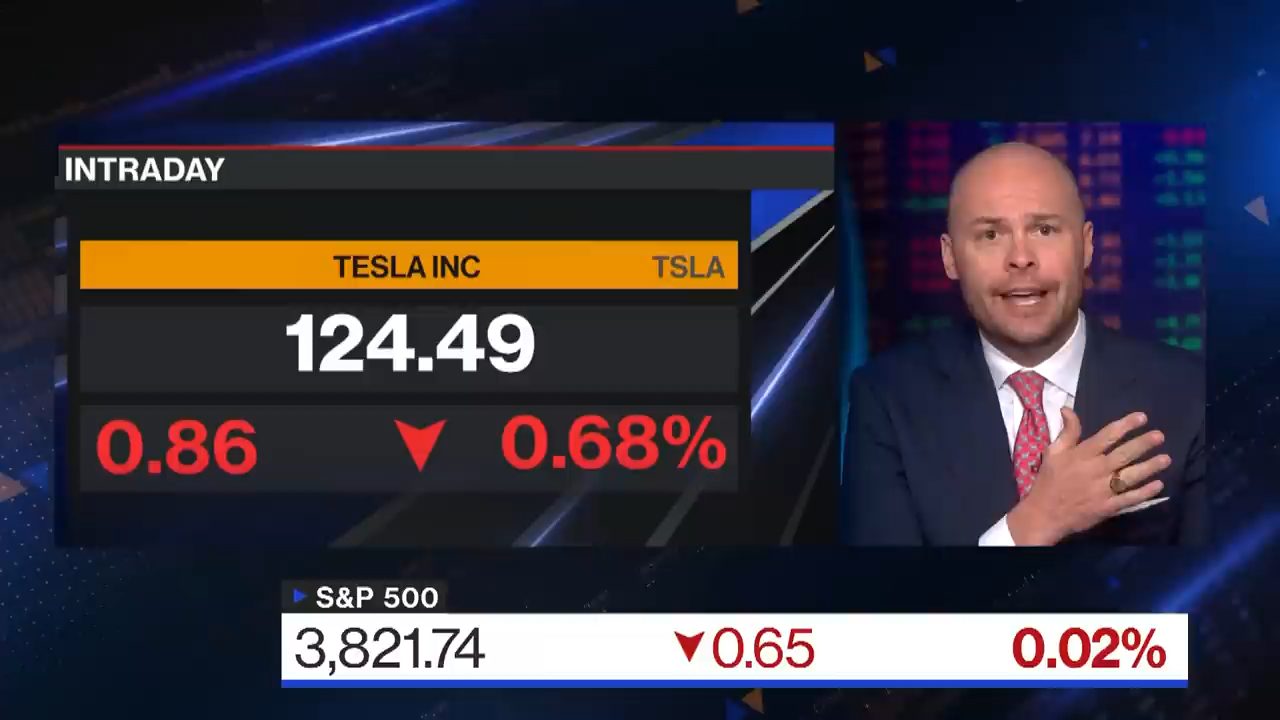 INTRADAY
TESLA INC TSLA
124.49
0.86 0.68%
S&P 500
3,821.74 0.65 0.02%